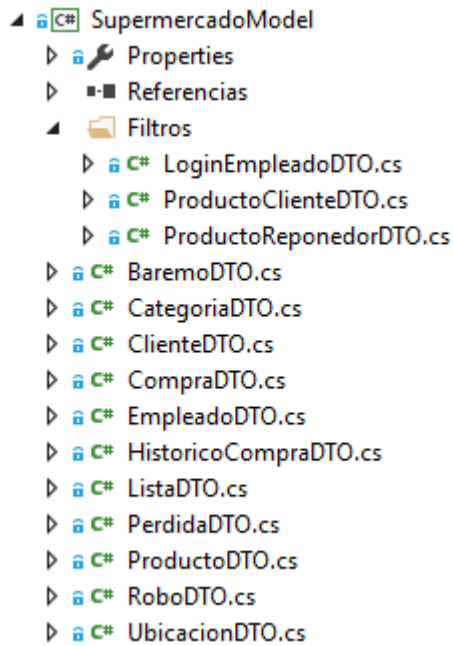 C# SupermercadoModel
Properties
Referencias
Filtros
C# LoginEmpleadoDTO.cs
C# ProductoClienteDTO.cs
C# ProductoReponedorDTO.cs
C# BaremoDTO.cs
C# CategoriaDTO.cs
C# ClienteDTO.cs
C# CompraDTO.cs
C# EmpleadoDTO.cs
C# HistoricoCompraDTO.cs
C# ListaDTO.cs
C# PerdidaDTO.cs
C# ProductoDTO.cs
C# RoboDTO.cs
C# UbicacionDTO.cs